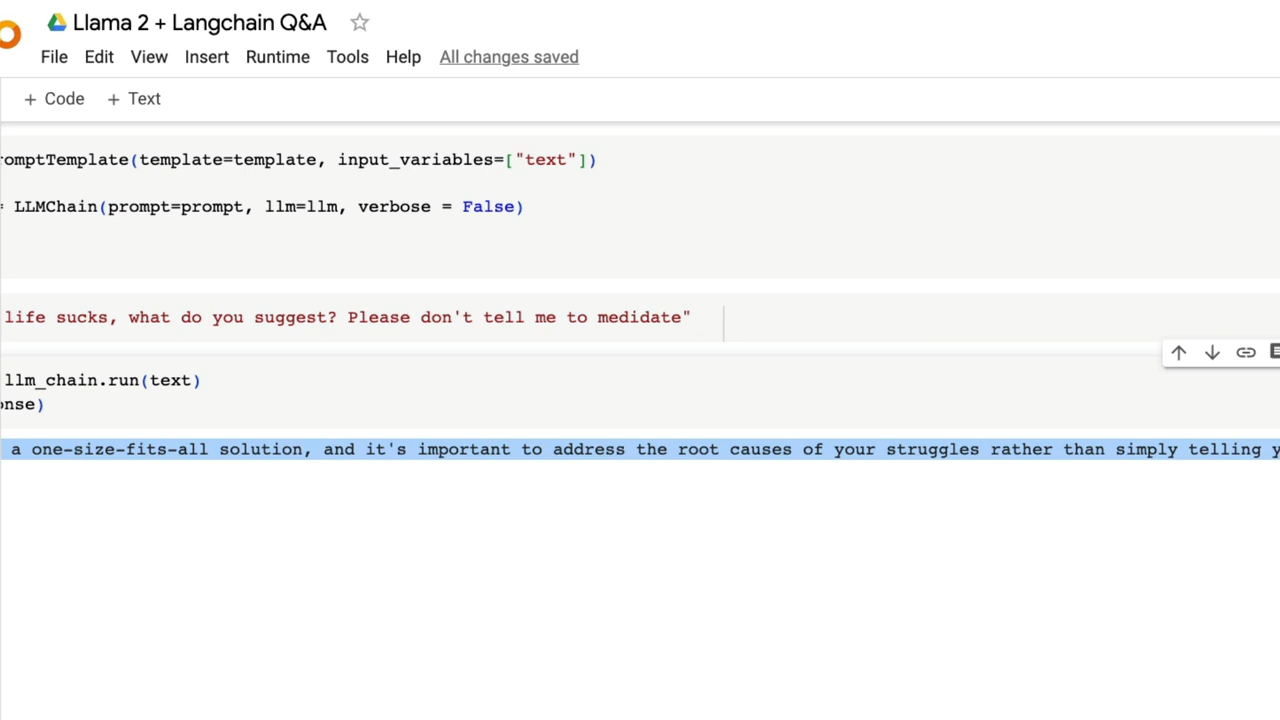 Llama 2 + Langchain Q&A
File Edit View Insert Runtime Tools Help All changes saved
+ Code + Text
omptTemplate(template=template, input_variables=["text"])
= LLMChain(prompt=prompt, llm=llm, verbose = False)
life sucks, what do you suggest? Please don't tell me to medidate"
llm_chain.run(text)
onse)
a one-size-fits-all solution, and it's important to address the root causes of your struggles rather than simply telling y